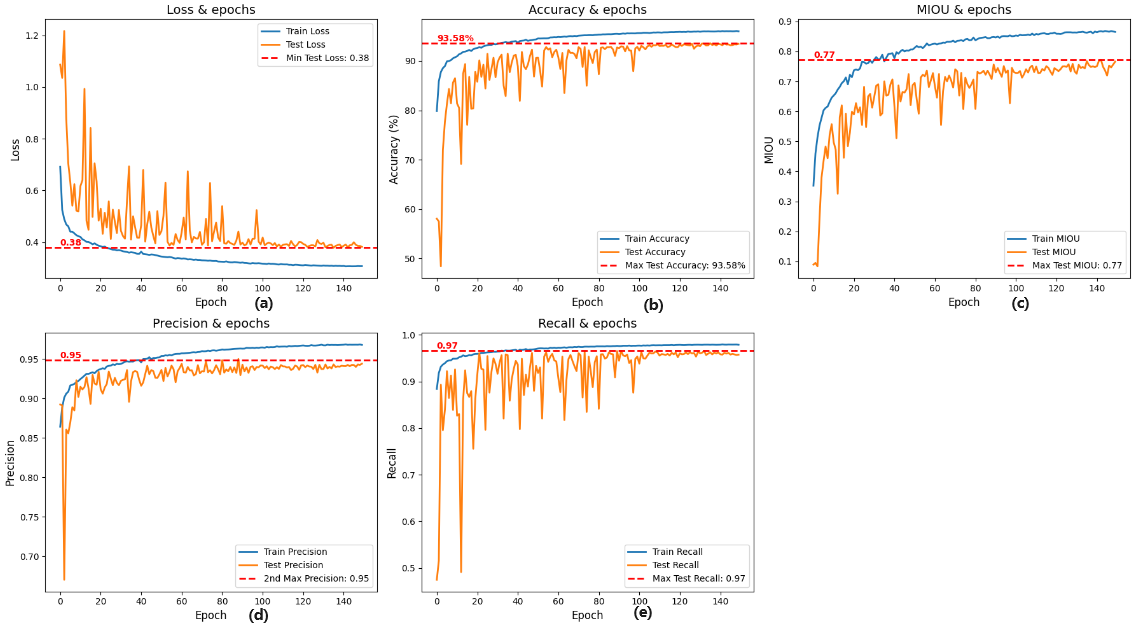 Loss & epochs
1.2
1.0
0.8
0.6
0.4
Loss
0.38
Train Loss
Test Loss
Min Test Loss: 0.38
0 20 40 60 80 100 120 140
Epoch
(a)
Accuracy & epochs
90
80
70
60
50
Accuracy (%)
93.58%
Train Accuracy
Test Accuracy
Max Test Accuracy: 93.58%
0 20 40 60 80 100 120 140
Epoch
(b)
MIOU & epochs
0.9
0.8
0.7
0.6
0.5
0.4
0.3
0.2
0.1
MIOU
0.77
Train MIOU
Test MIOU
Max Test MIOU: 0.77
0 20 40 60 80 100 120 140
Epoch
(c)
Precision & epochs
0.95
0.90
0.85
0.80
0.75
0.70
Precision
0.95
Train Precision
Test Precision
2nd Max Precision: 0.95
0 20 40 60 80 100 120 140
Epoch
(d)
Recall & epochs
1.0
0.9
0.8
0.7
0.6
0.5
Recall
0.97
Train Recall
Test Recall
Max Test Recall: 0.97
0 20 40 60 80 100 120 140
Epoch
(e)